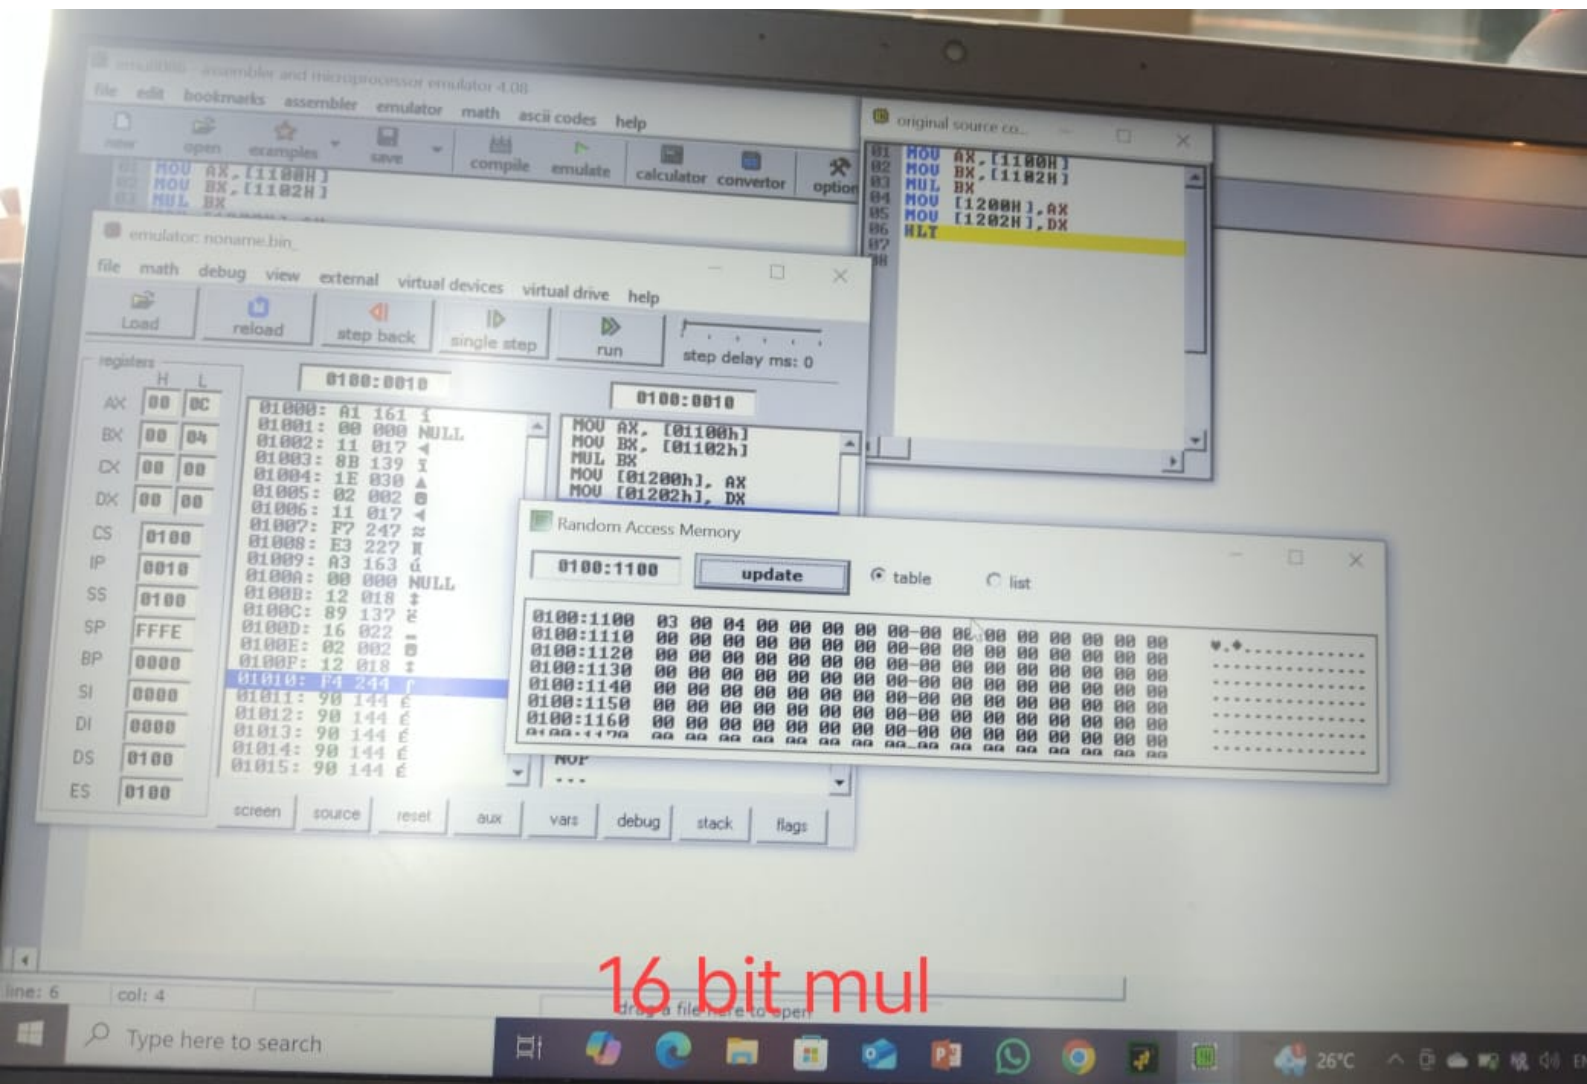 emu8086 - assembler and microprocessor emulator 4.08
file edit bookmarks assembler emulator math ascii codes help
new open examples save compile emulate calculator convertor option
01 MOV AX,[1100H]
02 MOV BX,[1102H]
03 MUL BX
original source co...
01 MOV AX,[1100H]
02 MOV BX,[1102H]
03 MUL BX
04 MOV [1200H],AX
05 MOV [1202H],DX
06 HLT
07
08
emulator: noname.bin_
file math debug view external virtual devices virtual drive help
Load reload step back single step run step delay ms: 0
registers
H L
AX 00 0C
BX 00 04
CX 00 00
DX 00 00
CS 0100
IP 0010
SS 0100
SP FFFE
BP 0000
SI 0000
DI 0000
DS 0100
ES 0100
0100:0010
01000: A1 161 í
01001: 00 000 NULL
01002: 11 017 ◄
01003: 8B 139 ï
01004: 1E 030 ▲
01005: 02 002 ☻
01006: 11 017 ◄
01007: F7 247 ≈
01008: E3 227 π
01009: A3 163 ú
0100A: 00 000 NULL
0100B: 12 018 ↕
0100C: 89 137 ë
0100D: 16 022 ▬
0100E: 02 002 ☻
0100F: 12 018 ↕
01010: F4 244 ⌠
01011: 90 144 É
01012: 90 144 É
01013: 90 144 É
01014: 90 144 É
01015: 90 144 É
0100:0010
MOV AX, [01100h]
MOV BX, [01102h]
MUL BX
MOV [01200h], AX
MOV [01202h], DX
NOP
...
Random Access Memory
0100:1100 update table list
0100:1100 03 00 04 00 00 00 00 00-00 00 00 00 00 00 00 00 ♥.♦.............
0100:1110 00 00 00 00 00 00 00 00-00 00 00 00 00 00 00 00 ................
0100:1120 00 00 00 00 00 00 00 00-00 00 00 00 00 00 00 00 ................
0100:1130 00 00 00 00 00 00 00 00-00 00 00 00 00 00 00 00 ................
0100:1140 00 00 00 00 00 00 00 00-00 00 00 00 00 00 00 00 ................
0100:1150 00 00 00 00 00 00 00 00-00 00 00 00 00 00 00 00 ................
0100:1160 00 00 00 00 00 00 00 00-00 00 00 00 00 00 00 00 ................
screen source reset aux vars debug stack flags
16 bit mul
line: 6 col: 4 drag a file here to open
Type here to search
26°C